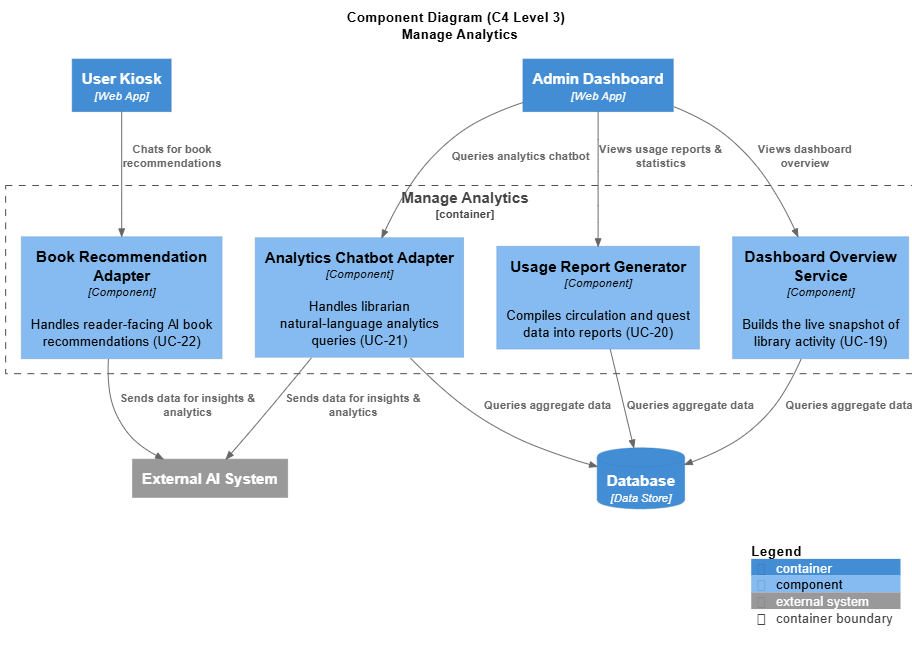 Component Diagram (C4 Level 3)
Manage Analytics
User Kiosk
[Web App]
Admin Dashboard
[Web App]
Chats for book
recommendations
Queries analytics chatbot
Views usage reports &
statistics
Views dashboard
overview
Manage Analytics
[container]
Book Recommendation
Adapter
[Component]
Handles reader-facing AI book
recommendations (UC-22)
Analytics Chatbot Adapter
[Component]
Handles librarian
natural-language analytics
queries (UC-21)
Usage Report Generator
[Component]
Compiles circulation and quest
data into reports (UC-20)
Dashboard Overview
Service
[Component]
Builds the live snapshot of
library activity (UC-19)
Sends data for insights &
analytics
Sends data for insights &
analytics
Queries aggregate data
Queries aggregate data
Queries aggregate data
External AI System
Database
[Data Store]
Legend
container
component
external system
container boundary